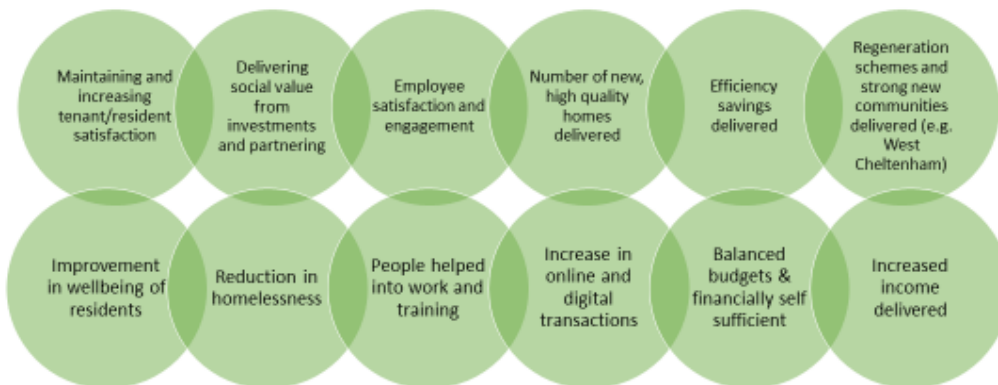 Maintaining and
increasing
tenant/resident
satisfaction
Delivering
social value
from
investments
and partnering
Employee
satisfaction and
engagement
Number of new,
high quality
homes
delivered
Efficiency
savings
delivered
Regeneration
schemes and
strong new
communities
delivered (e.g.
West
Cheltenham)
Improvement
in wellbeing of
residents
Reduction in
homelessness
People helped
into work and
training
Increase in
online and
digital
transactions
Balanced
budgets &
financially self
sufficient
Increased
income
delivered